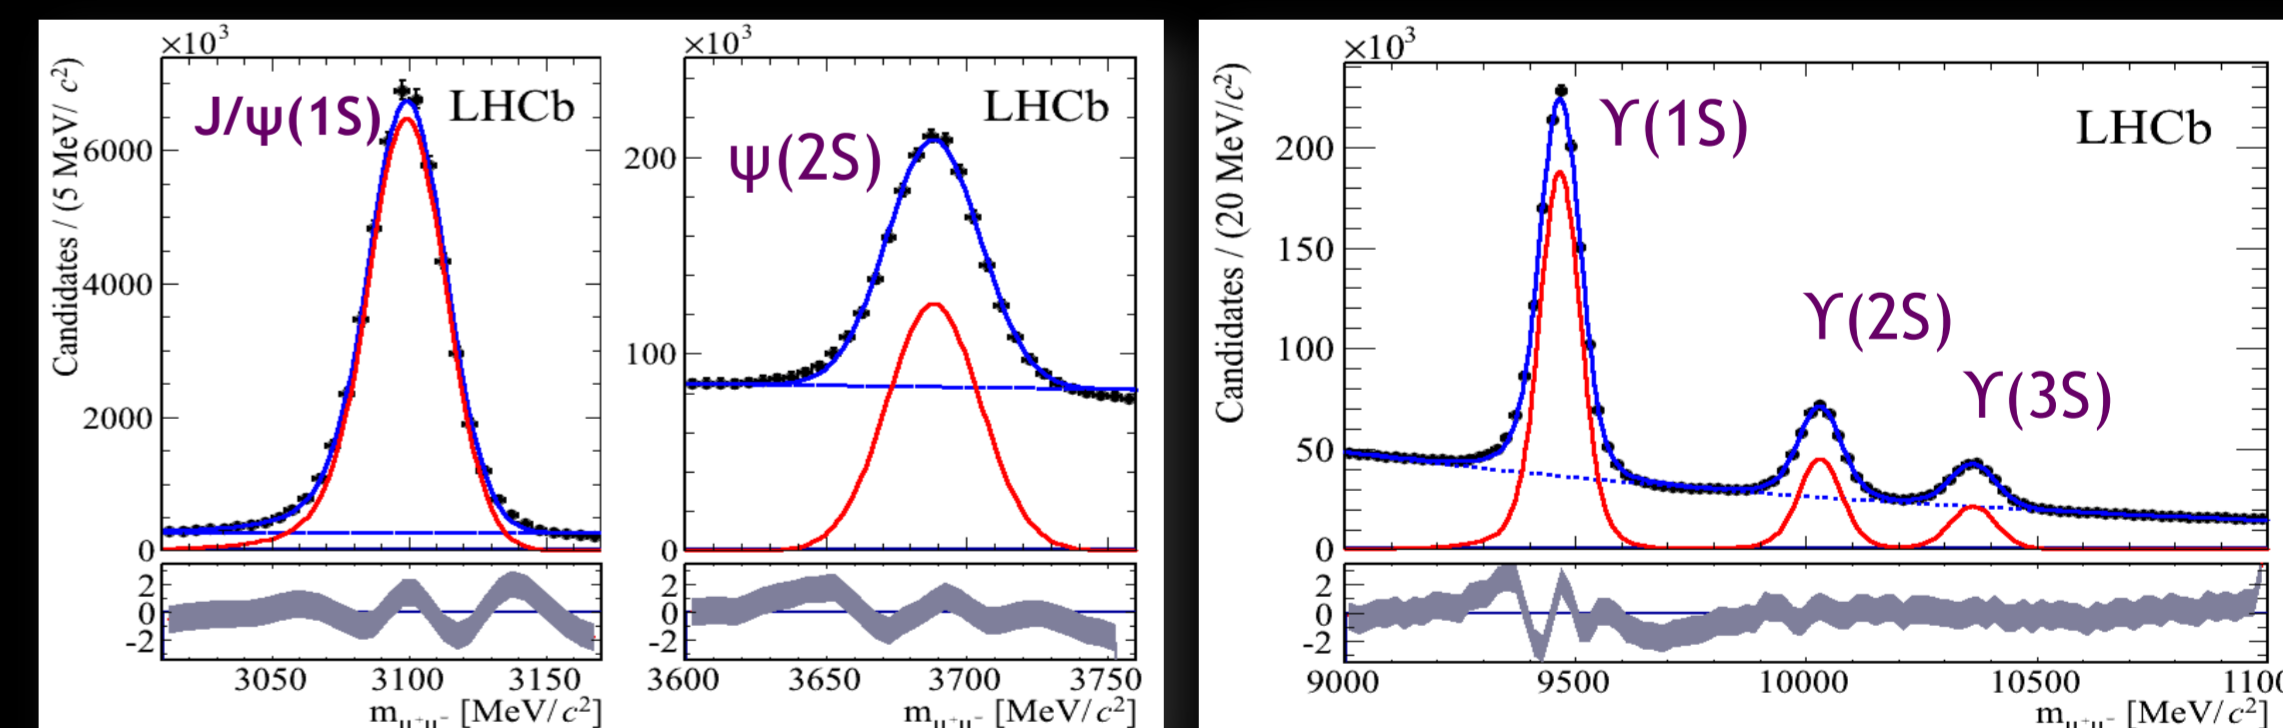 ×10³
Candidates / (5 MeV/c²)
J/ψ(1S)
LHCb
6000
4000
2000
0
2
0
-2
3050 3100 3150
m_μ⁺μ⁻ [MeV/c²]
×10³
ψ(2S)
LHCb
200
100
0
2
0
-2
3600 3650 3700 3750
m_μ⁺μ⁻ [MeV/c²]
×10³
Candidates / (20 MeV/c²)
ϒ(1S)
LHCb
ϒ(2S)
ϒ(3S)
200
150
100
50
0
2
0
-2
9000 9500 10000 10500 1100
m_μ⁺μ⁻ [MeV/c²]